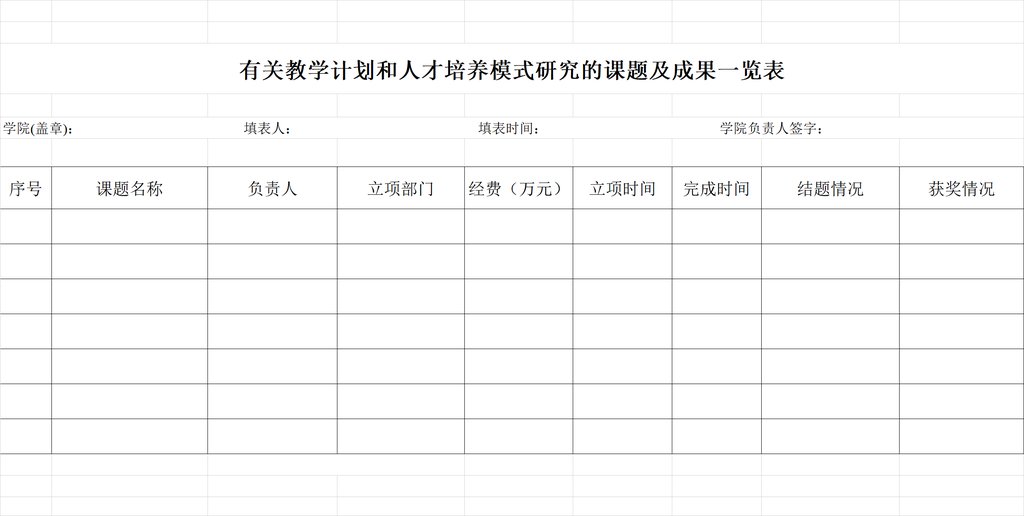 有关教学计划和人才培养模式研究的课题及成果一览表
学院(盖章)： 填表人： 填表时间： 学院负责人签字：
序号 课题名称 负责人 立项部门 经费（万元） 立项时间 完成时间 结题情况 获奖情况